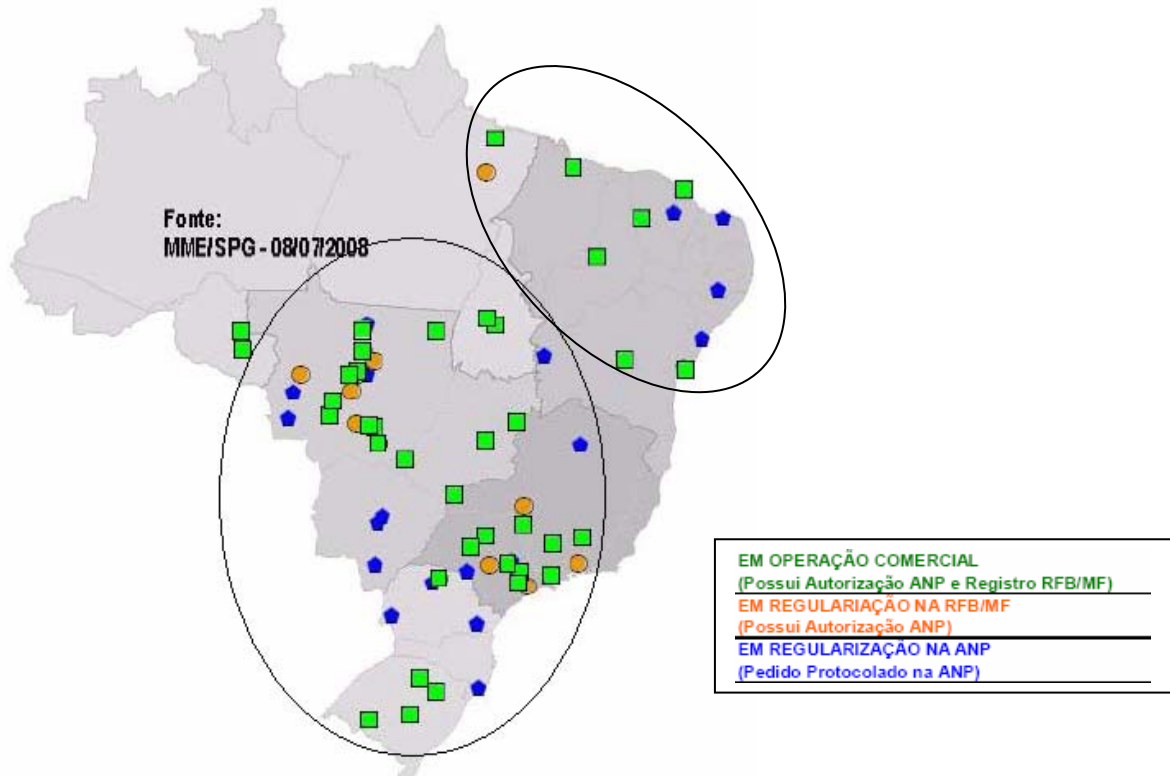 Fonte:
MME/SPG - 08/07/2008
EM OPERAÇÃO COMERCIAL
(Possui Autorização ANP e Registro RFB/MF)
EM REGULARIAÇÃO NA RFB/MF
(Possui Autorização ANP)
EM REGULARIZAÇÃO NA ANP
(Pedido Protocolado na ANP)